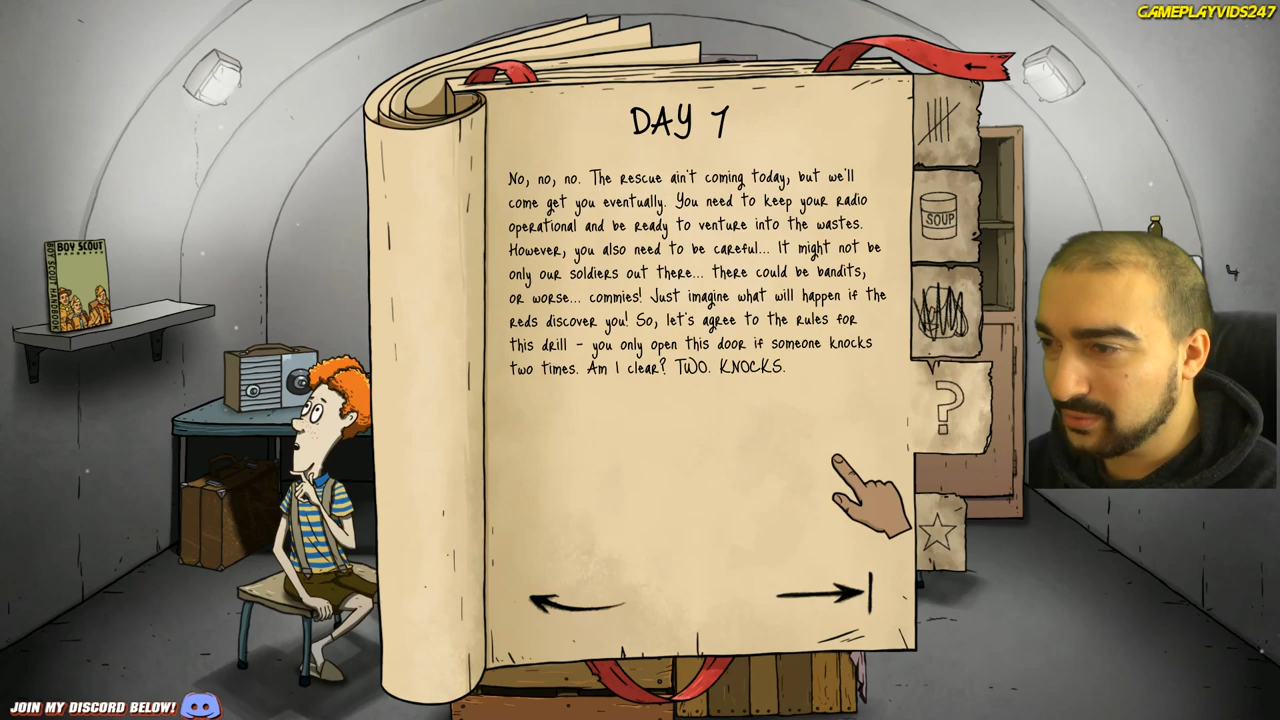 GAMEPLAYVIDS247
DAY 7
No, no, no. The rescue ain't coming today, but we'll
come get you eventually. You need to keep your radio
operational and be ready to venture into the wastes.
However, you also need to be careful... It might not be
only our soldiers out there... there could be bandits,
or worse... commies! Just imagine what will happen if the
reds discover you! So, let's agree to the rules for
this drill - you only open this door if someone knocks
two times. Am I clear? TWO. KNOCKS.
SOUP
?
BOY SCOUT
BOY SCOUT HANDBOOK
JOIN MY DISCORD BELOW!